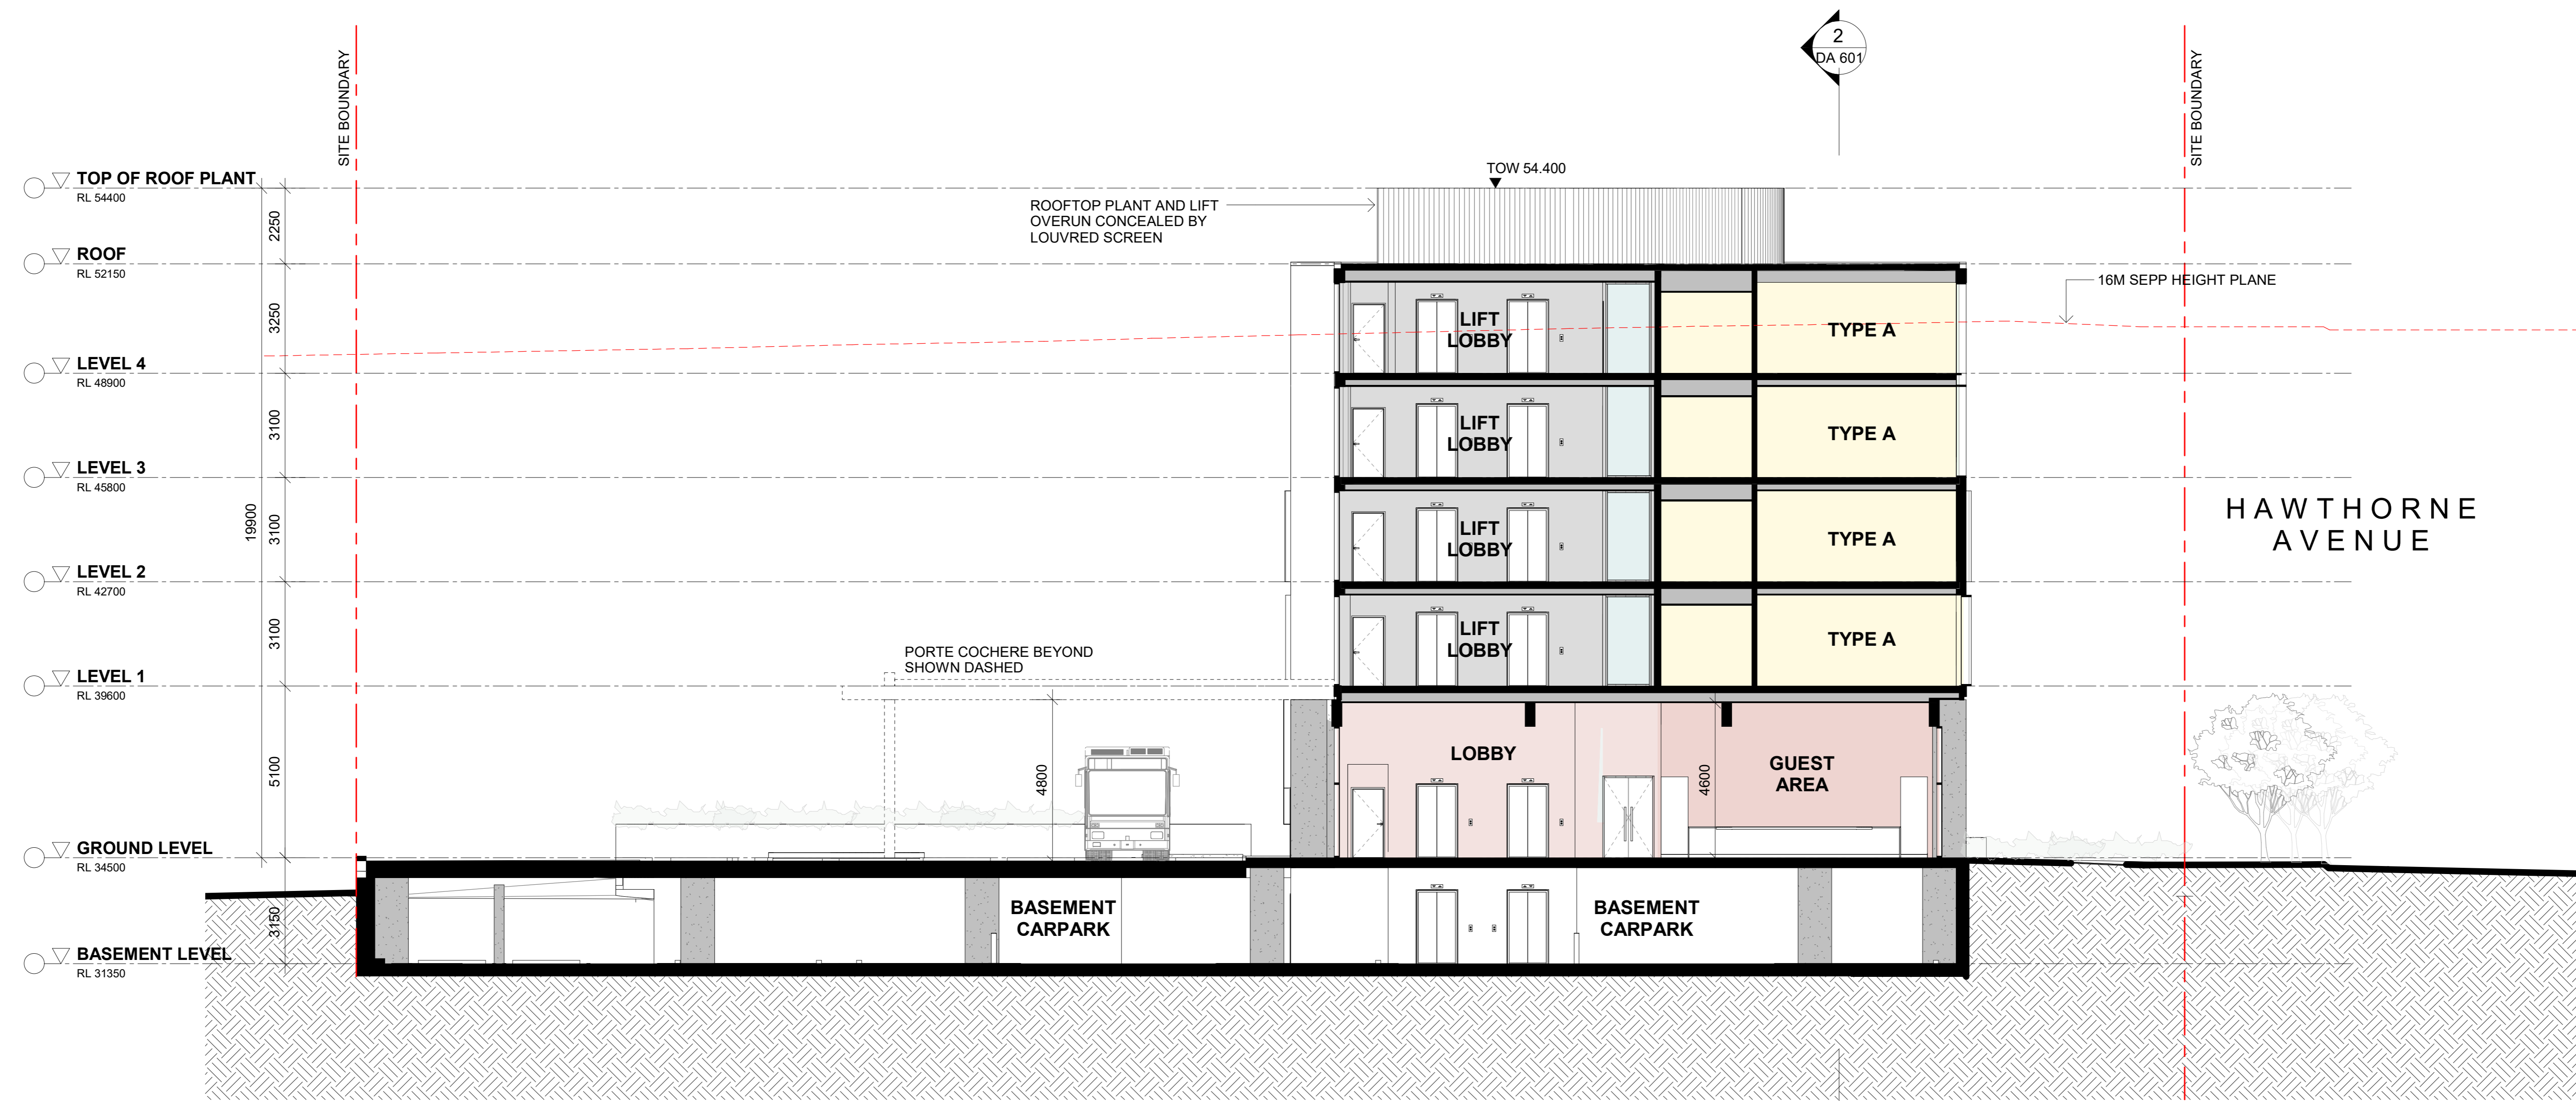 2
DA 601
SITE BOUNDARY
SITE BOUNDARY
TOP OF ROOF PLANT
RL 54400
TOW 54.400
ROOFTOP PLANT AND LIFT
OVERUN CONCEALED BY
LOUVRED SCREEN
2250
ROOF
RL 52150
16M SEPP HEIGHT PLANE
3250
LIFT
LOBBY
TYPE A
LEVEL 4
RL 48900
3100
LIFT
LOBBY
TYPE A
LEVEL 3
RL 45800
19900
3100
LIFT
LOBBY
TYPE A
HAWTHORNE
AVENUE
LEVEL 2
RL 42700
3100
LIFT
LOBBY
TYPE A
PORTE COCHERE BEYOND
SHOWN DASHED
LEVEL 1
RL 39600
5100
4800
LOBBY
4600
GUEST
AREA
GROUND LEVEL
RL 34500
3150
BASEMENT
CARPARK
BASEMENT
CARPARK
BASEMENT LEVEL
RL 31350